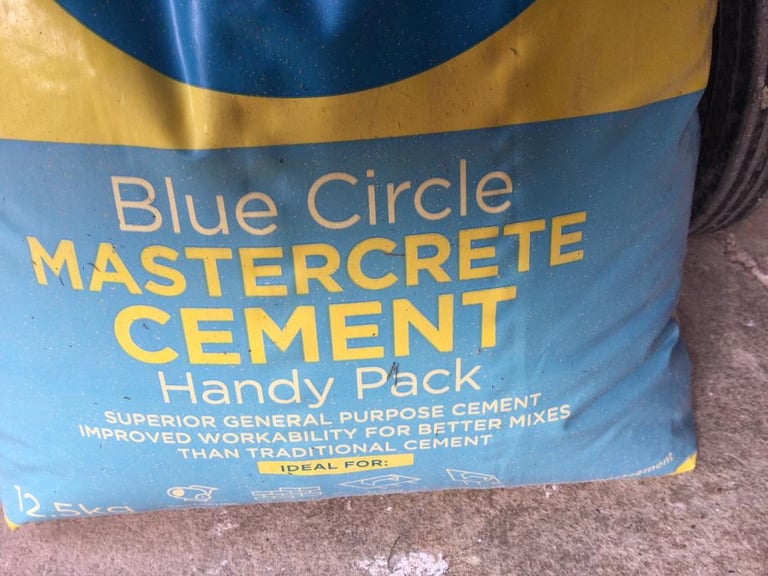 Blue Circle
MASTERCRETE
CEMENT
Handy Pack
SUPERIOR GENERAL PURPOSE CEMENT
IMPROVED WORKABILITY FOR BETTER MIXES
THAN TRADITIONAL CEMENT
IDEAL FOR:
12.5kg